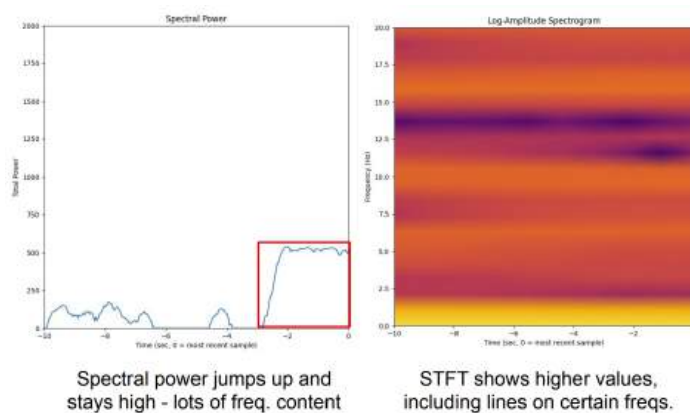 Spectral Power
2000
1750
1500
1250
1000
750
500
250
0
Total Power
-10 -8 -6 -4 -2 0
Time (sec, 0 = most recent sample)
Spectral power jumps up and
stays high - lots of freq. content
Log-Amplitude Spectrogram
20.0
17.5
15.0
12.5
10.0
7.5
5.0
2.5
0.0
Frequency (Hz)
-10 -8 -6 -4 -2 0
Time (sec, 0 = most recent sample)
STFT shows higher values,
including lines on certain freqs.